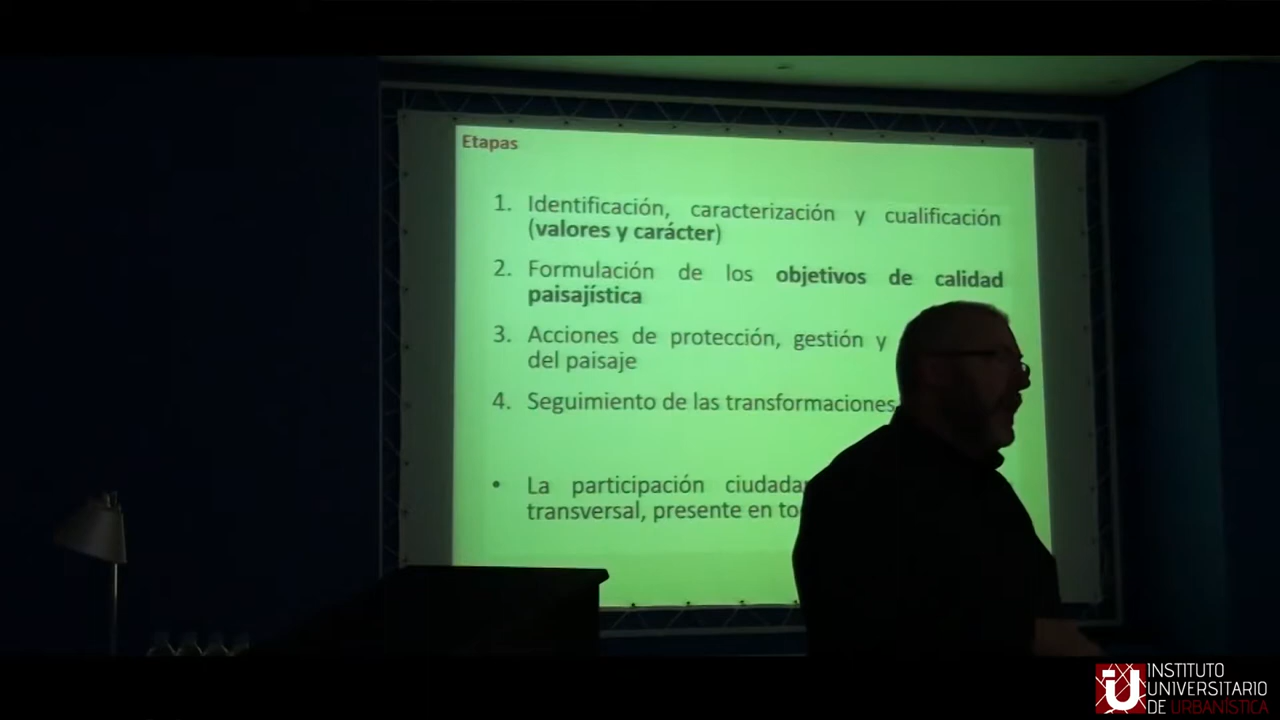 Etapas
1. Identificación, caracterización y cualificación
(valores y carácter)
2. Formulación de los objetivos de calidad
paisajística
3. Acciones de protección, gestión y
del paisaje
4. Seguimiento de las transformaciones
• La participación
transversal, presente en
INSTITUTO
UNIVERSITARIO
DE URBANÍSTICA